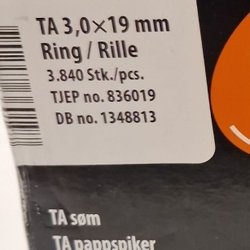 TA 3,0×19 mm
Ring / Rille
3.840 Stk./pcs.
TJEP no. 836019
DB no. 1348813
TA søm
TA pappspiker